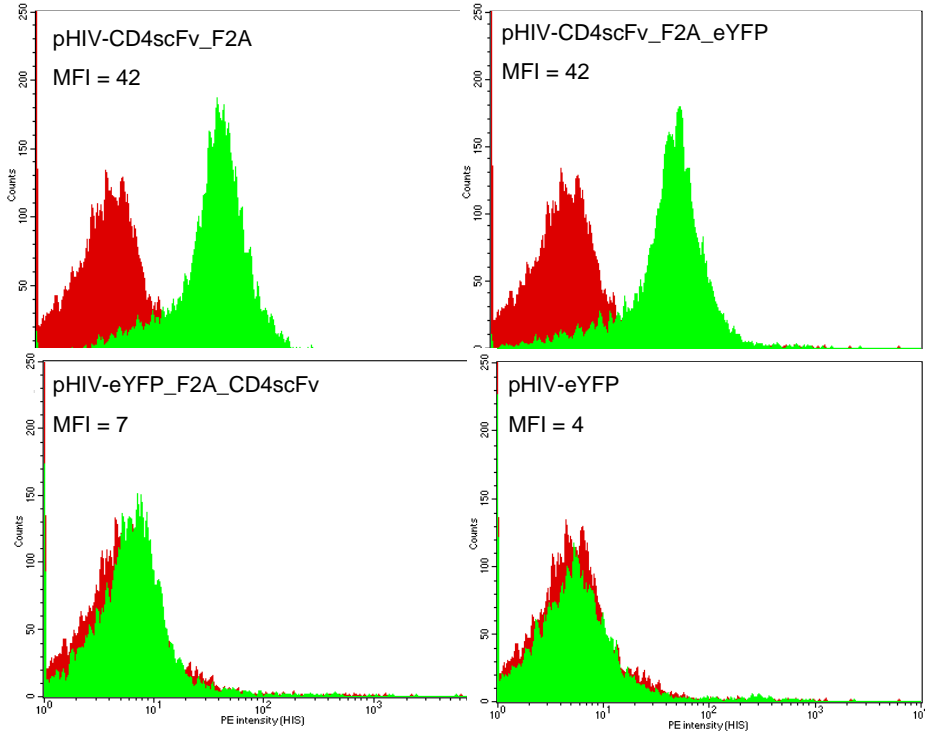 pHIV-CD4scFv_F2A
MFI = 42
250
200
150
100
50
Counts
pHIV-CD4scFv_F2A_eYFP
MFI = 42
250
200
150
100
50
0
Counts
pHIV-eYFP_F2A_CD4scFv
MFI = 7
250
200
150
100
50
0
Counts
10^0 10^1 10^2 10^3
PE intensity (HIS)
pHIV-eYFP
MFI = 4
250
200
150
100
50
0
Counts
10^0 10^1 10^2 10^3
PE intensity (HIS)